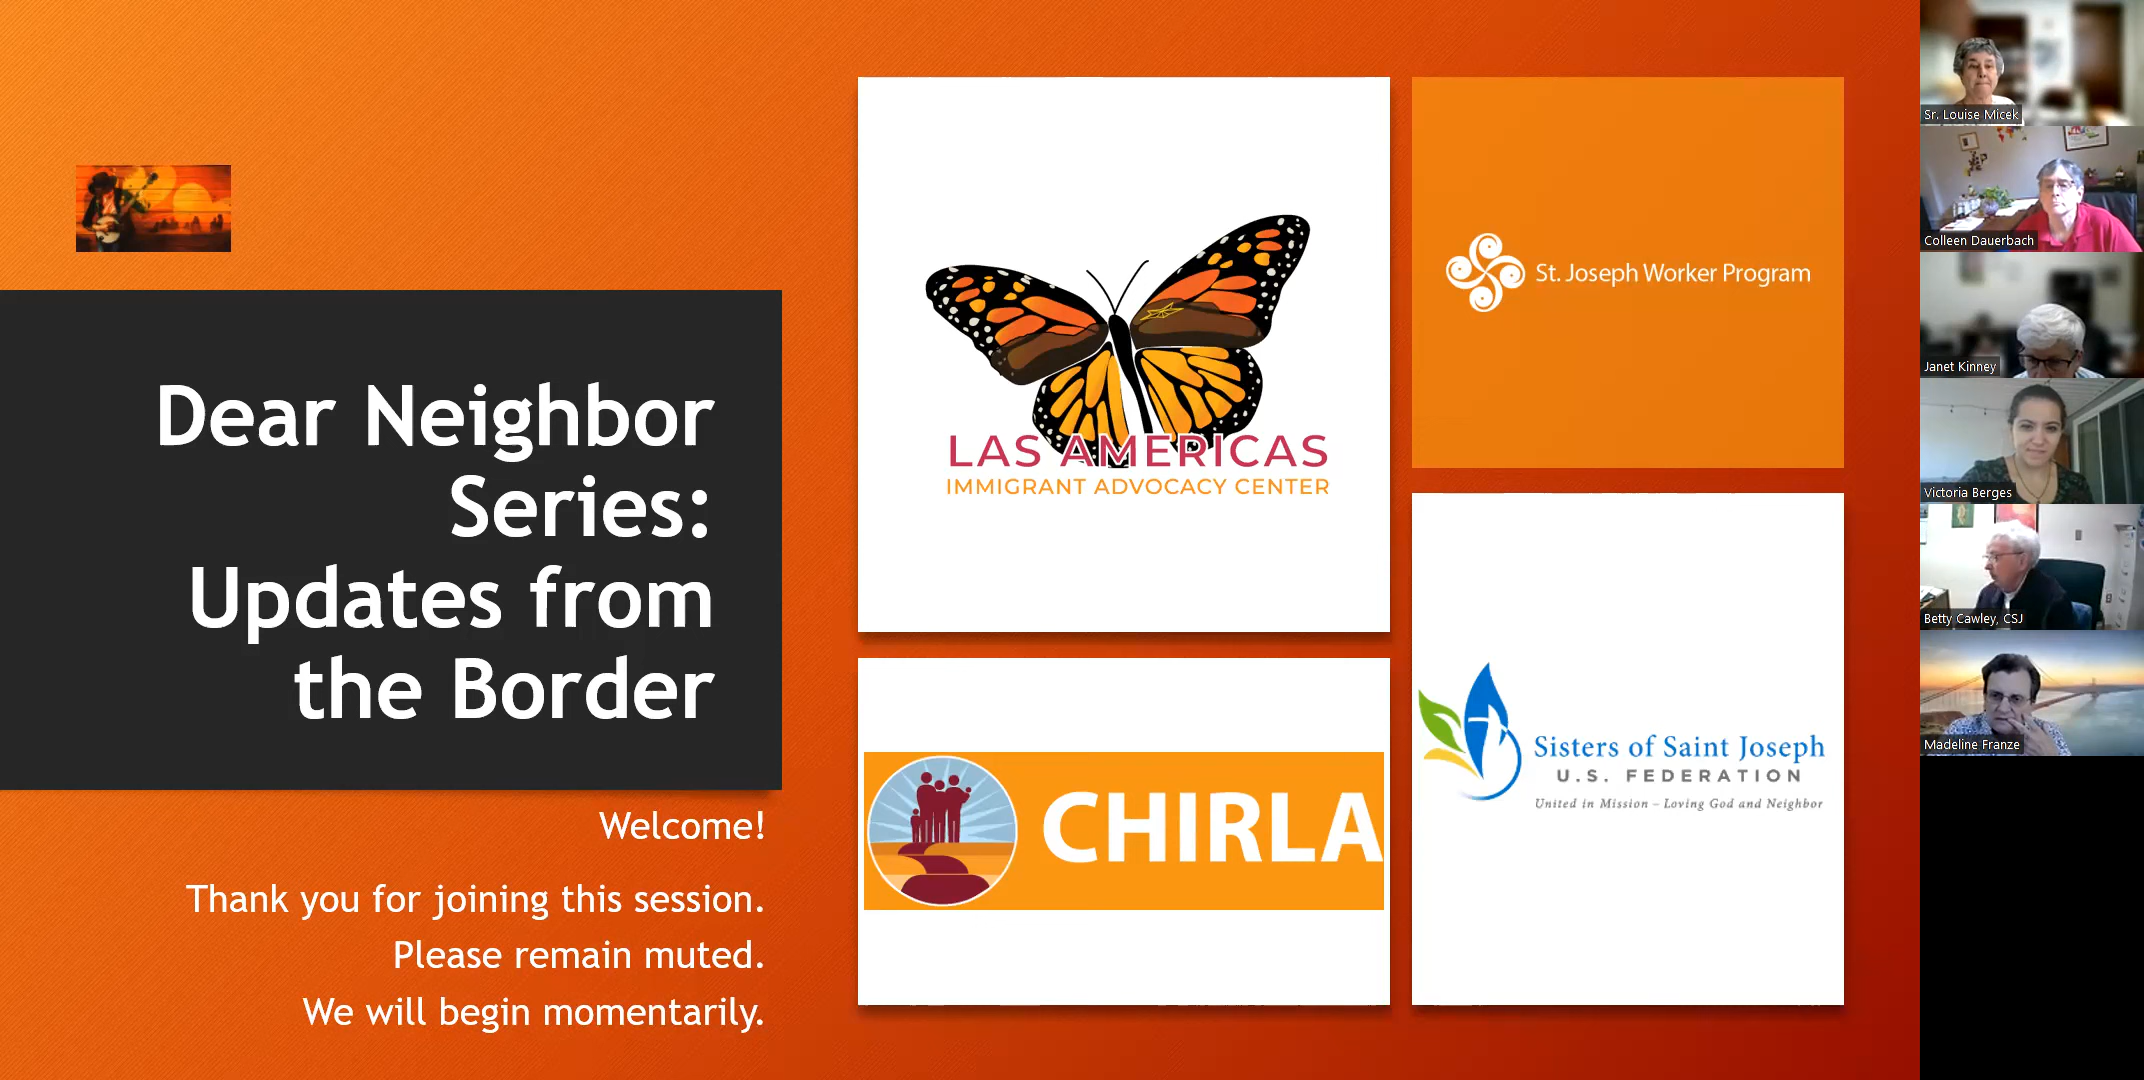 Dear Neighbor
Series:
Updates from
the Border
Welcome!
Thank you for joining this session.
Please remain muted.
We will begin momentarily.
LAS AMERICAS
IMMIGRANT ADVOCACY CENTER
St. Joseph Worker Program
CHIRLA
Sisters of Saint Joseph
U.S. FEDERATION
United in Mission – Loving God and Neighbor
Sr. Louise Micek
Colleen Dauerbach
Janet Kinney
Victoria Berges
Betty Cawley, CSJ
Madeline Franze